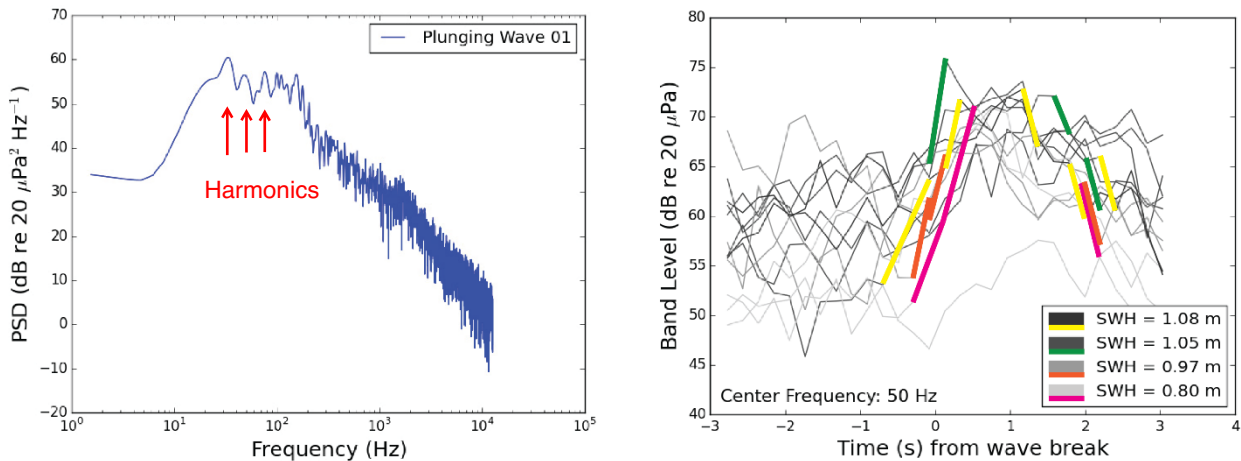 70
60
50
40
30
20
10
0
−10
−20
PSD (dB re 20 μPa² Hz⁻¹)
Plunging Wave 01
Harmonics
10⁰ 10¹ 10² 10³ 10⁴ 10⁵
Frequency (Hz)
80
75
70
65
60
55
50
45
40
Band Level (dB re 20 μPa)
SWH = 1.08 m
SWH = 1.05 m
SWH = 0.97 m
SWH = 0.80 m
Center Frequency: 50 Hz
−3 −2 −1 0 1 2 3 4
Time (s) from wave break